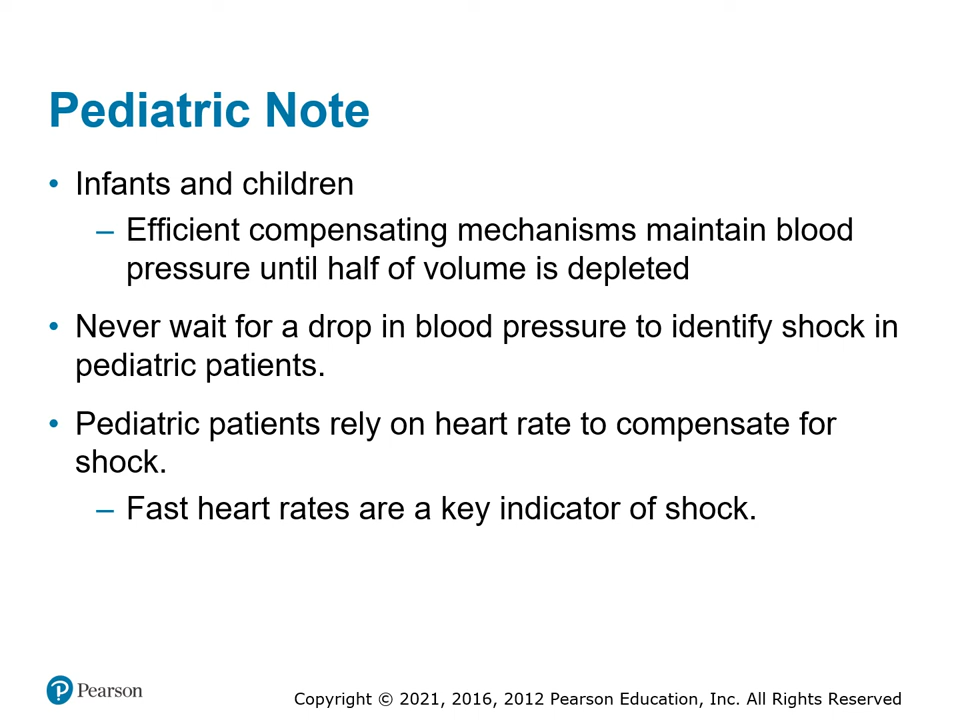 Pediatric Note
• Infants and children
– Efficient compensating mechanisms maintain blood
pressure until half of volume is depleted
• Never wait for a drop in blood pressure to identify shock in
pediatric patients.
• Pediatric patients rely on heart rate to compensate for
shock.
– Fast heart rates are a key indicator of shock.
Pearson
Copyright © 2021, 2016, 2012 Pearson Education, Inc. All Rights Reserved